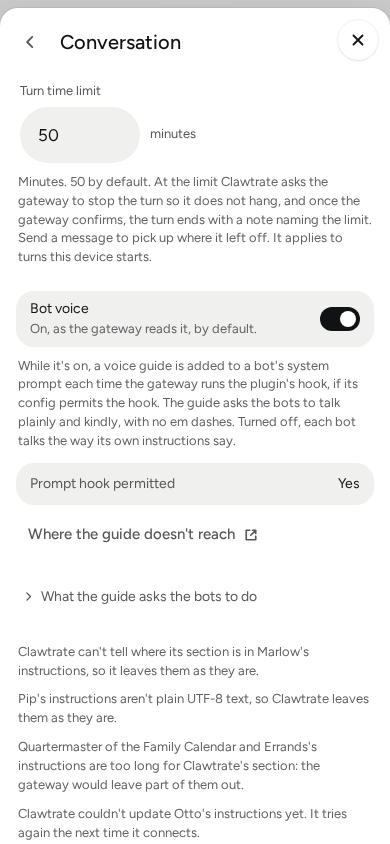 Conversation
Turn time limit
50 minutes
Minutes. 50 by default. At the limit Clawtrate asks the
gateway to stop the turn so it does not hang, and once the
gateway confirms, the turn ends with a note naming the limit.
Send a message to pick up where it left off. It applies to
turns this device starts.
Bot voice
On, as the gateway reads it, by default.
While it's on, a voice guide is added to a bot's system
prompt each time the gateway runs the plugin's hook, if its
config permits the hook. The guide asks the bots to talk
plainly and kindly, with no em dashes. Turned off, each bot
talks the way its own instructions say.
Prompt hook permitted Yes
Where the guide doesn't reach
What the guide asks the bots to do
Clawtrate can't tell where its section is in Marlow's
instructions, so it leaves them as they are.
Pip's instructions aren't plain UTF-8 text, so Clawtrate leaves
them as they are.
Quartermaster of the Family Calendar and Errands's
instructions are too long for Clawtrate's section: the
gateway would leave part of them out.
Clawtrate couldn't update Otto's instructions yet. It tries
again the next time it connects.